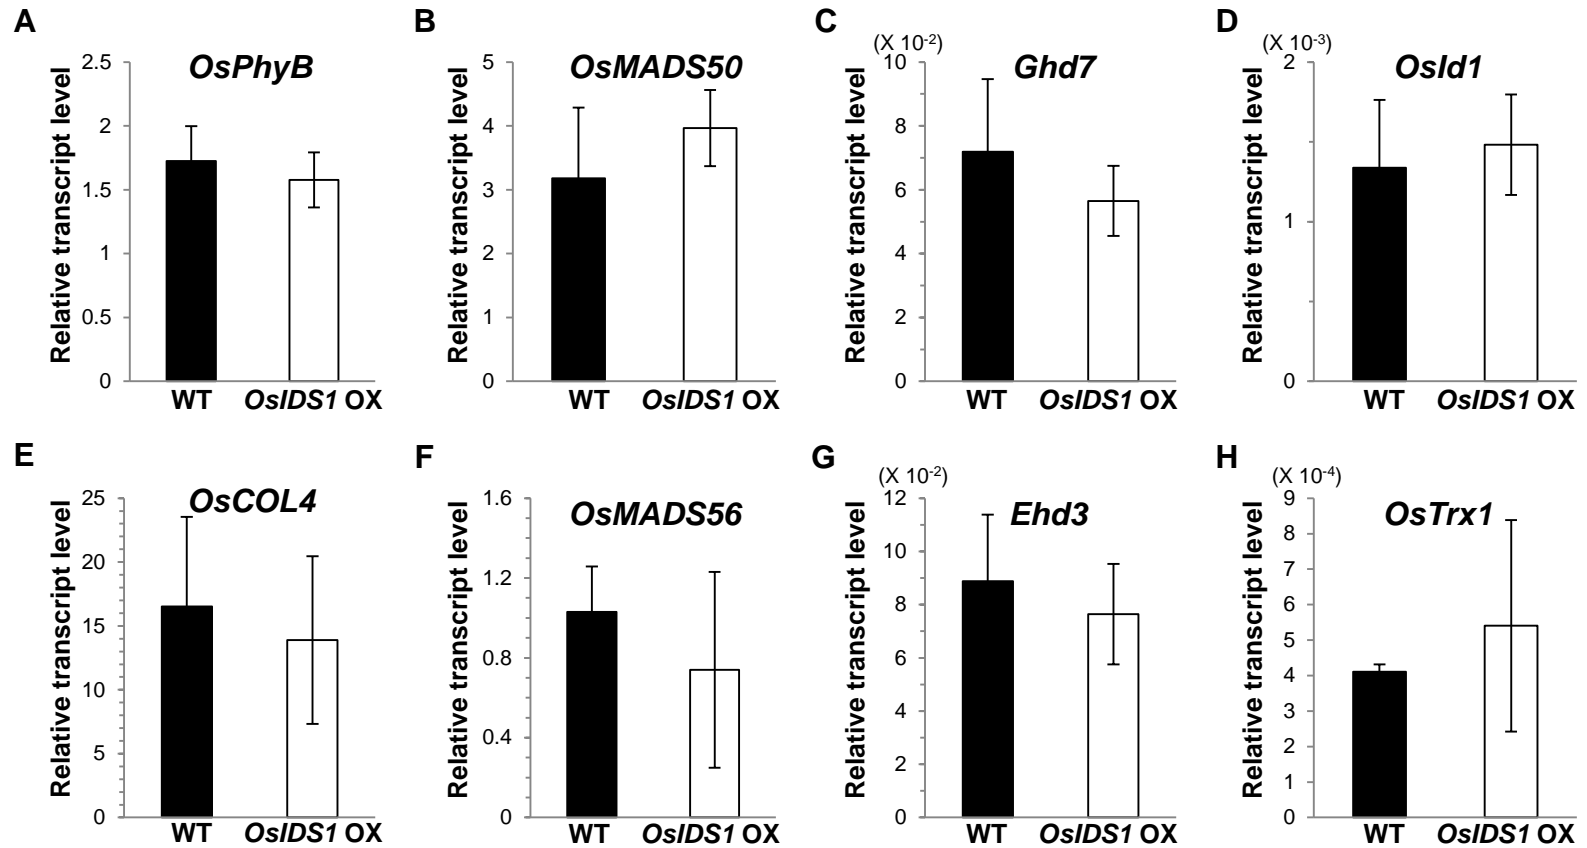 A
OsPhyB
Relative transcript level
2.5
2
1.5
1
0.5
0
WT OsIDS1 OX
B
OsMADS50
Relative transcript level
5
4
3
2
1
0
WT OsIDS1 OX
C
(X 10-2)
Ghd7
Relative transcript level
10
8
6
4
2
0
WT OsIDS1 OX
D
(X 10-3)
OsId1
Relative transcript level
2
1
0
WT OsIDS1 OX
E
OsCOL4
Relative transcript level
25
20
15
10
5
0
WT OsIDS1 OX
F
OsMADS56
Relative transcript level
1.6
1.2
0.8
0.4
0
WT OsIDS1 OX
G
(X 10-2)
Ehd3
Relative transcript level
12
10
8
6
4
2
0
WT OsIDS1 OX
H
(X 10-4)
OsTrx1
Relative transcript level
9
8
7
6
5
4
3
2
1
0
WT OsIDS1 OX